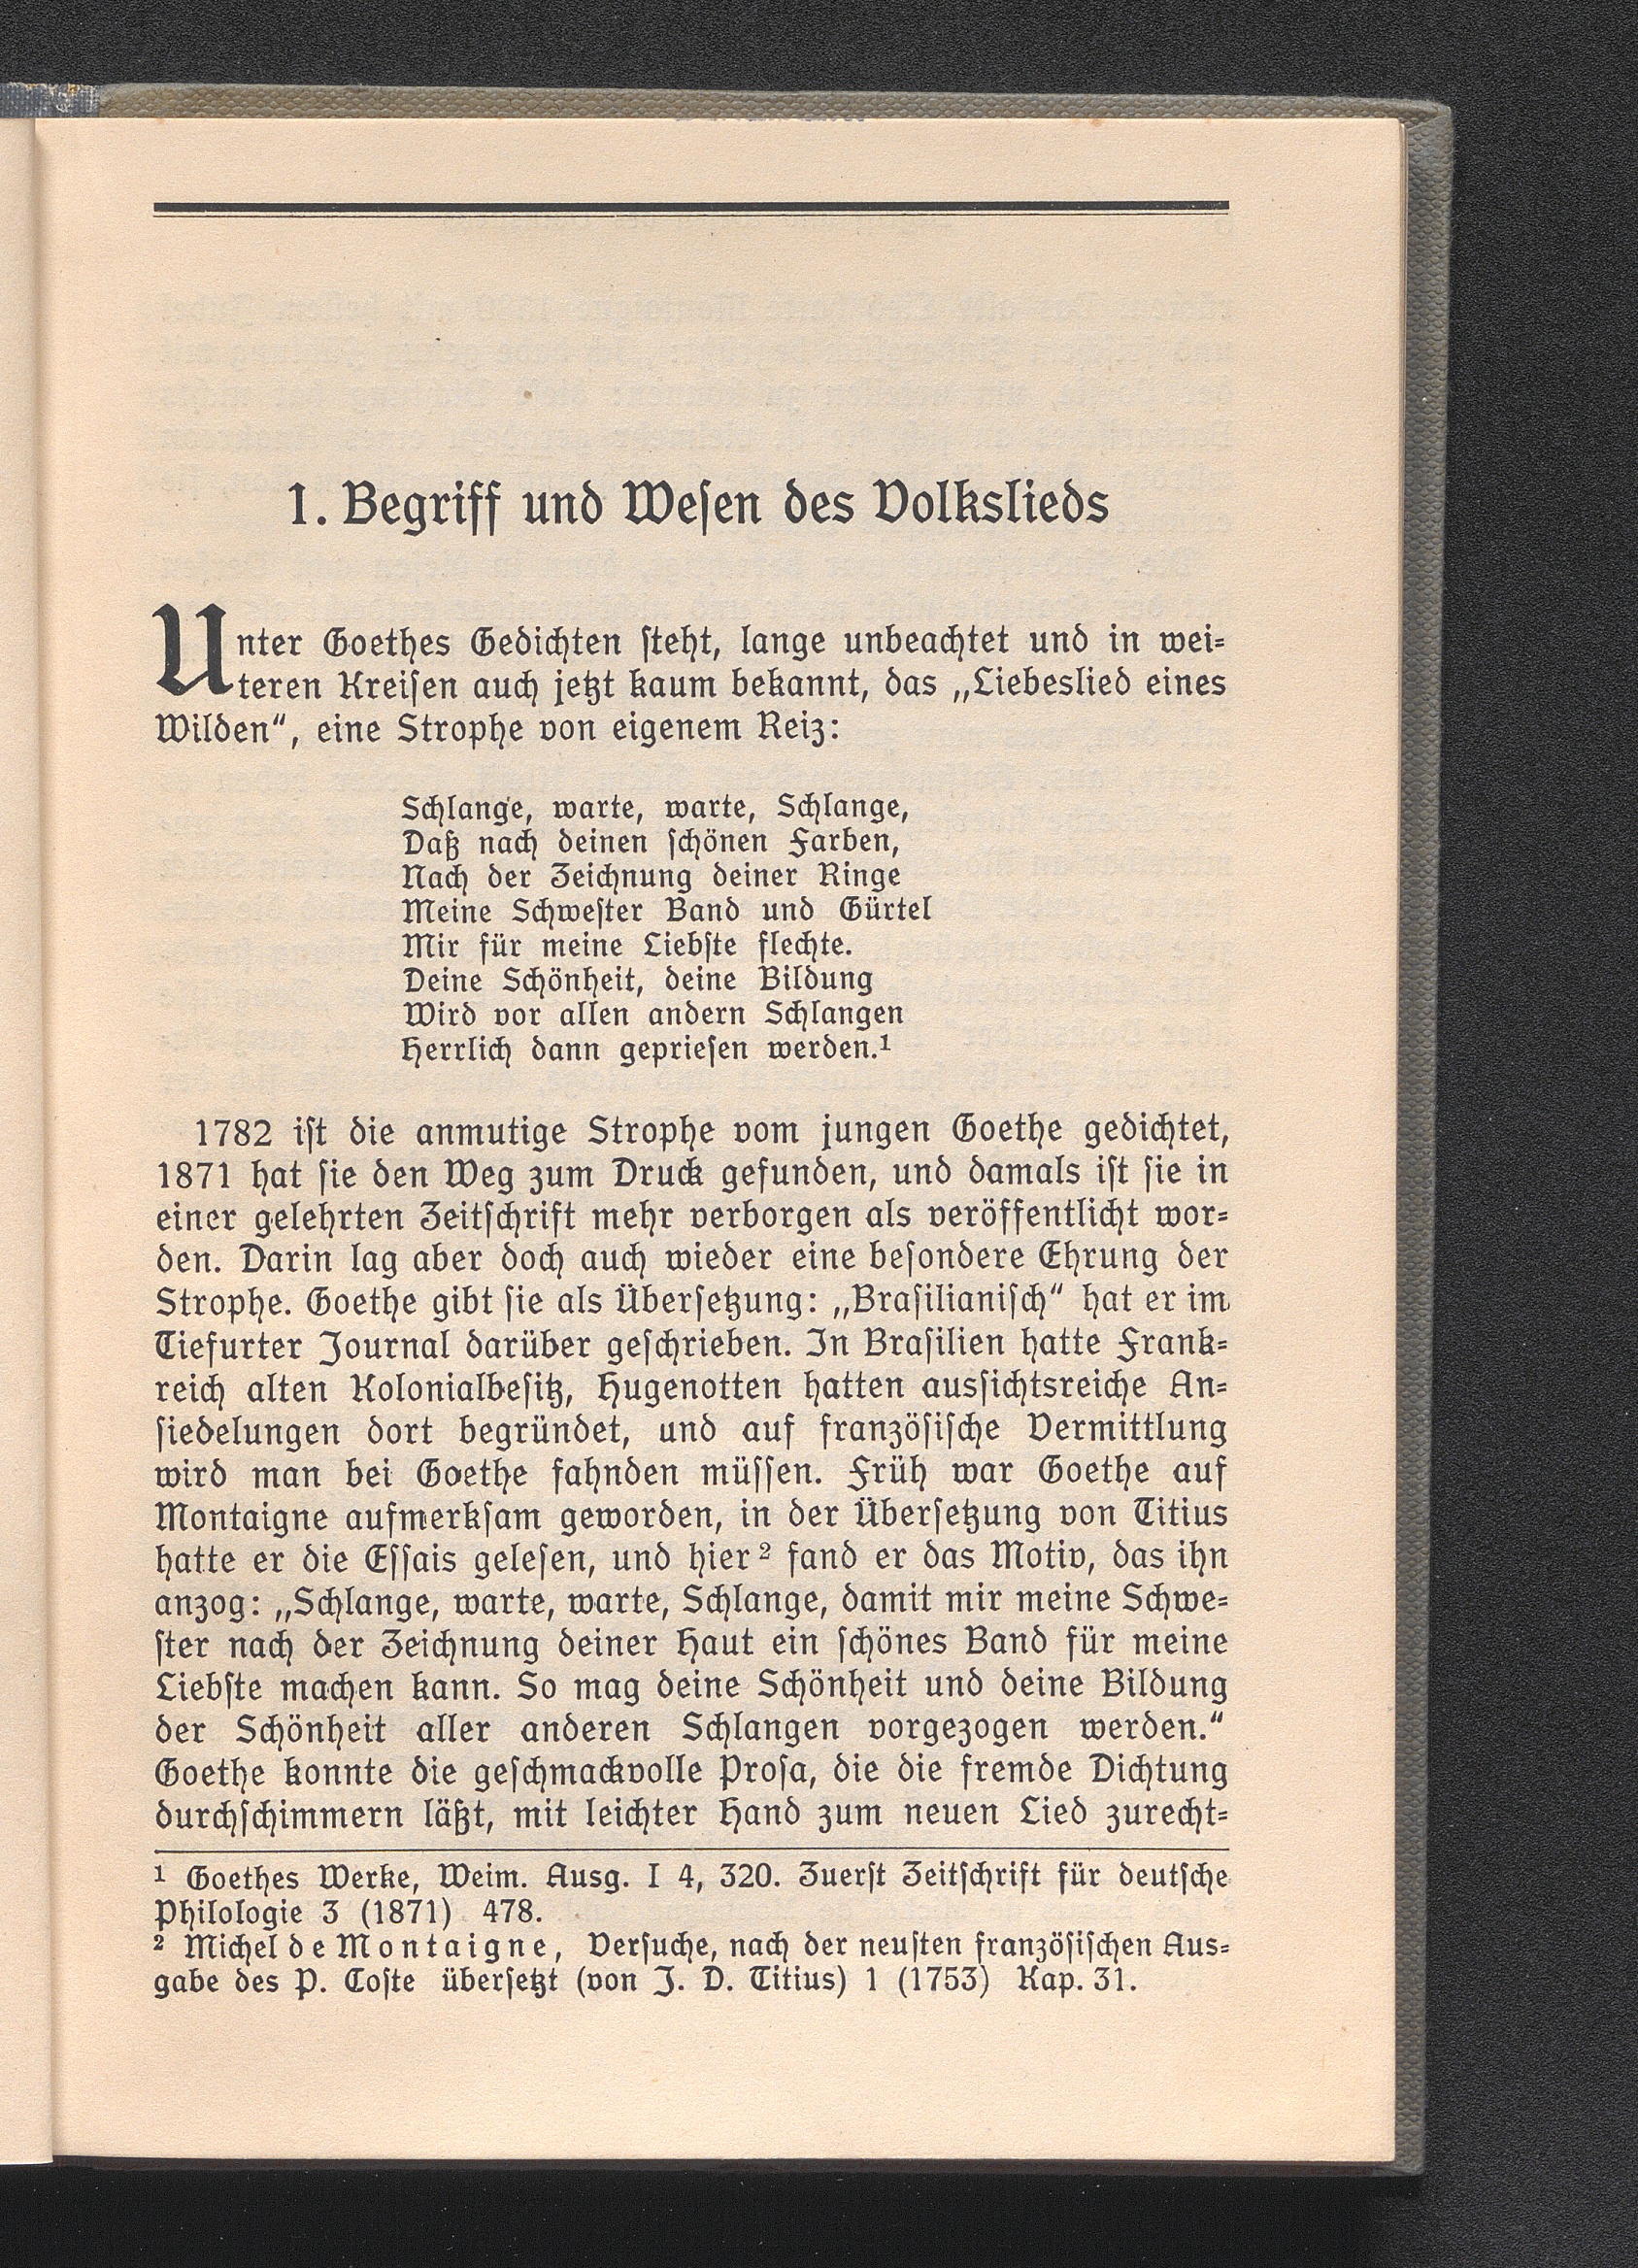 1. Begriff und Wesen des Volkslieds
Unter Goethes Gedichten steht, lange unbeachtet und in wei-
teren Kreisen auch jetzt kaum bekannt, das „Liebeslied eines
Wilden“, eine Strophe von eigenem Reiz:
Schlange, warte, warte, Schlange,
Daß nach deinen schönen Farben,
Nach der Zeichnung deiner Ringe
Meine Schwester Band und Gürtel
Mir für meine Liebste flechte.
Deine Schönheit, deine Bildung
Wird vor allen andern Schlangen
Herrlich dann gepriesen werden.¹
1782 ist die anmutige Strophe vom jungen Goethe gedichtet,
1871 hat sie den Weg zum Druck gefunden, und damals ist sie in
einer gelehrten Zeitschrift mehr verborgen als veröffentlicht wor-
den. Darin lag aber doch auch wieder eine besondere Ehrung der
Strophe. Goethe gibt sie als Übersetzung: „Brasilianisch“ hat er im
Tiefurter Journal darüber geschrieben. In Brasilien hatte Frank-
reich alten Kolonialbesitz, Hugenotten hatten aussichtsreiche An-
siedelungen dort begründet, und auf französische Vermittlung
wird man bei Goethe fahnden müssen. Früh war Goethe auf
Montaigne aufmerksam geworden, in der Übersetzung von Titius
hatte er die Essais gelesen, und hier² fand er das Motiv, das ihn
anzog: „Schlange, warte, warte, Schlange, damit mir meine Schwe-
ster nach der Zeichnung deiner Haut ein schönes Band für meine
Liebste machen kann. So mag deine Schönheit und deine Bildung
der Schönheit aller anderen Schlangen vorgezogen werden.“
Goethe konnte die geschmackvolle Prosa, die die fremde Dichtung
durchschimmern läßt, mit leichter Hand zum neuen Lied zurecht-
¹ Goethes Werke, Weim. Ausg. I 4, 320. Zuerst Zeitschrift für deutsche
Philologie 3 (1871) 478.
² Michel de Montaigne, Versuche, nach der neusten französischen Aus-
gabe des P. Coste übersetzt (von J. D. Titius) 1 (1753) Kap. 31.